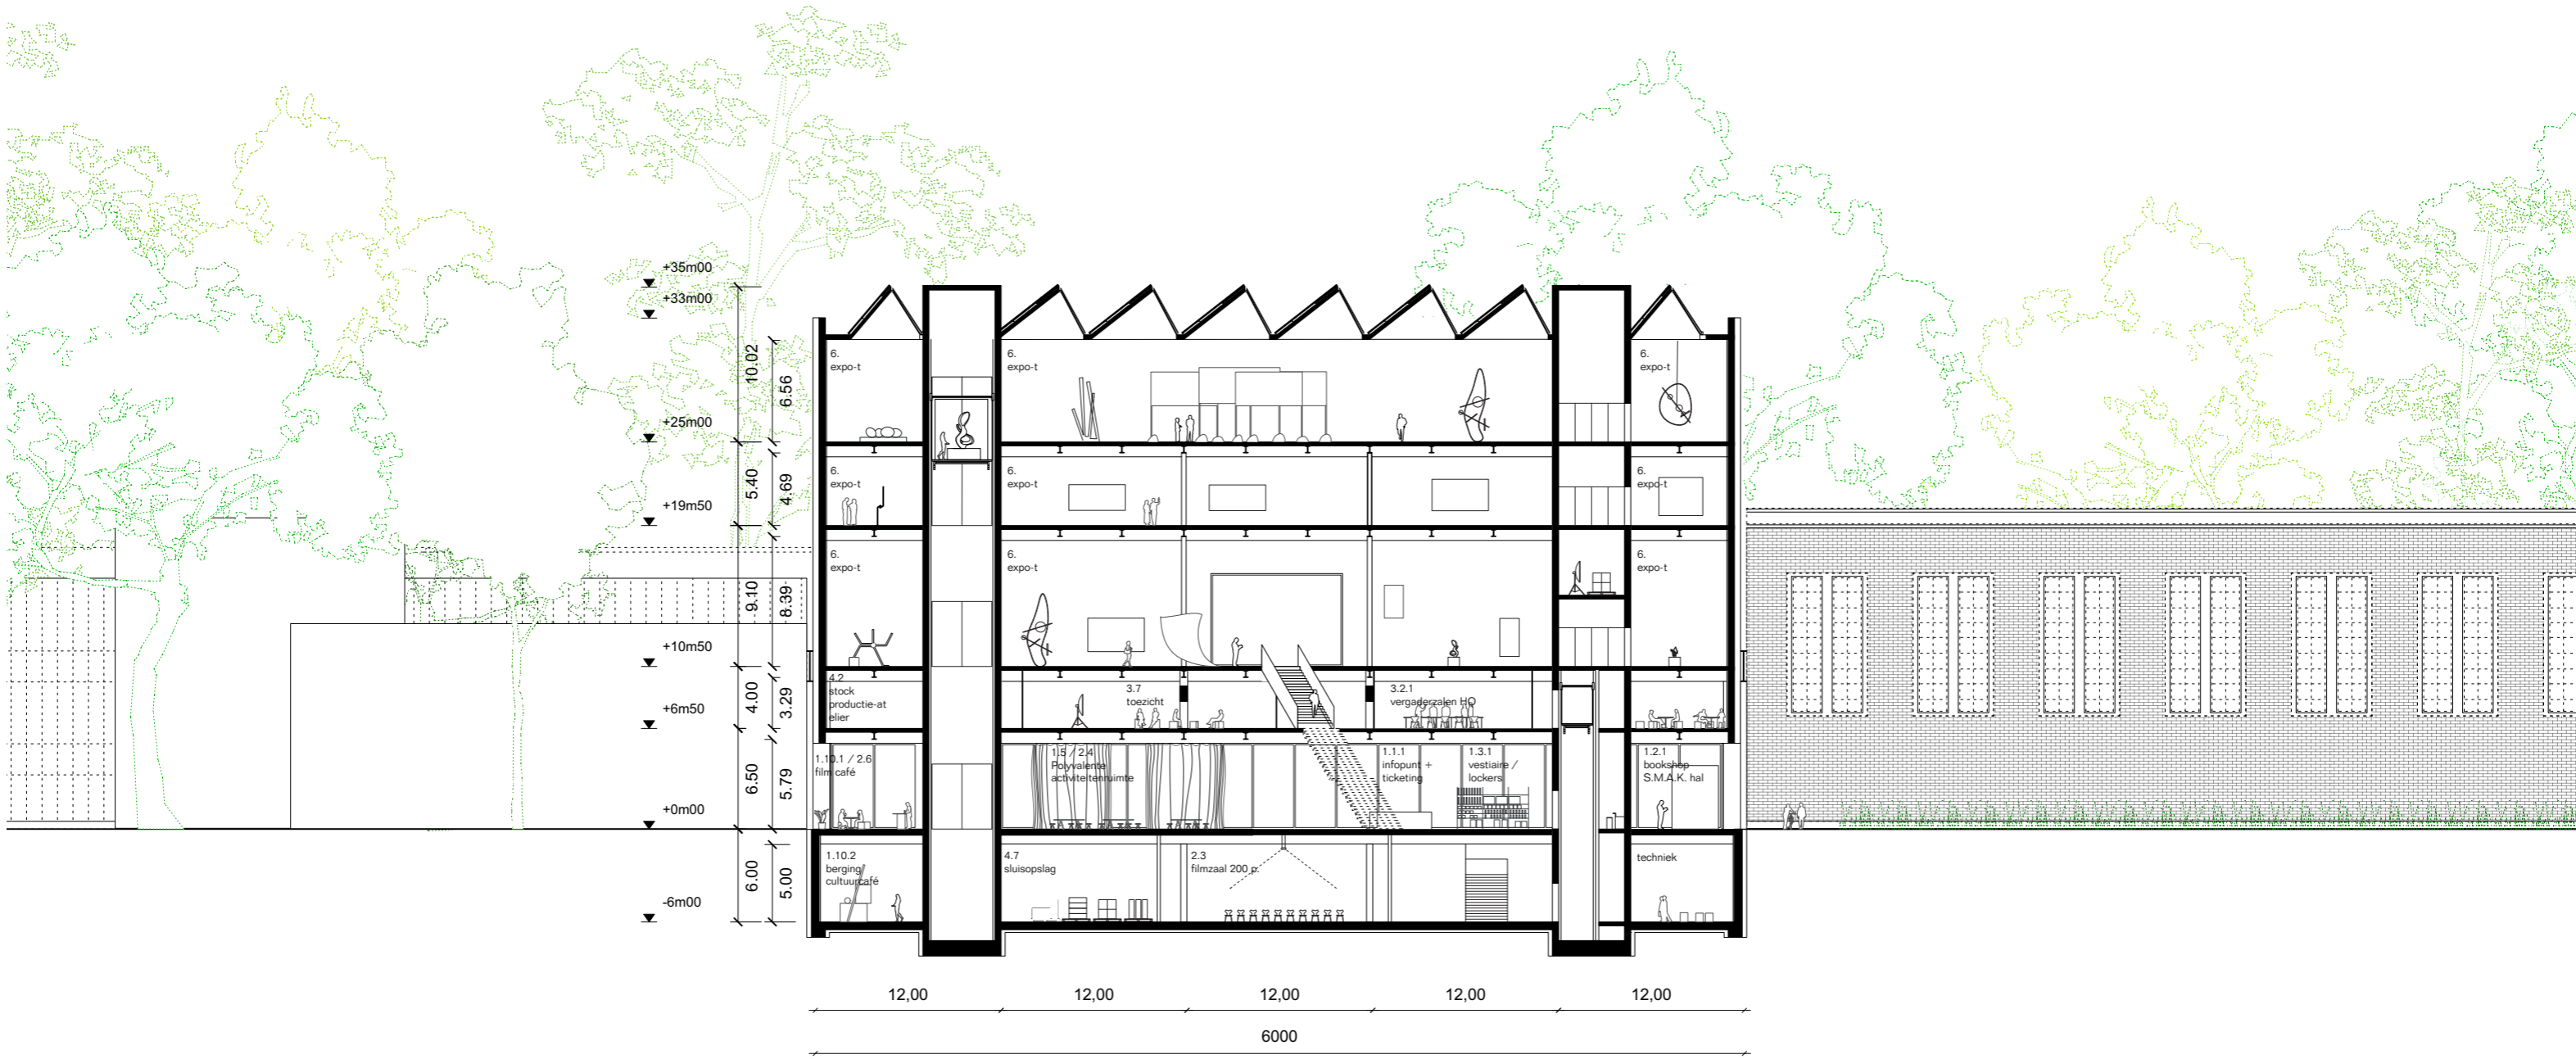 +35m00
+33m00
10.02
6.56
6.
expo-t
6.
expo-t
6.
expo-t
+25m00
5.40
4.69
6.
expo-t
6.
expo-t
6.
expo-t
+19m50
9.10
8.39
6.
expo-t
6.
expo-t
6.
expo-t
+10m50
4.00
3.29
4.2
stock
productie-at
elier
3.7
toezicht
3.2.1
vergaderzalen HO
+6m50
6.50
5.79
1.10.1 / 2.6
film café
1.5 / 2.4
Polyvalente
activiteitenruimte
1.1.1
infopunt +
ticketing
1.3.1
vestiaire /
lockers
1.2.1
bookshop
S.M.A.K. hal
+0m00
6.00
5.00
1.10.2
berging
cultuurcafé
4.7
sluisopslag
2.3
filmzaal 200 p.
techniek
-6m00
12,00 12,00 12,00 12,00 12,00
6000